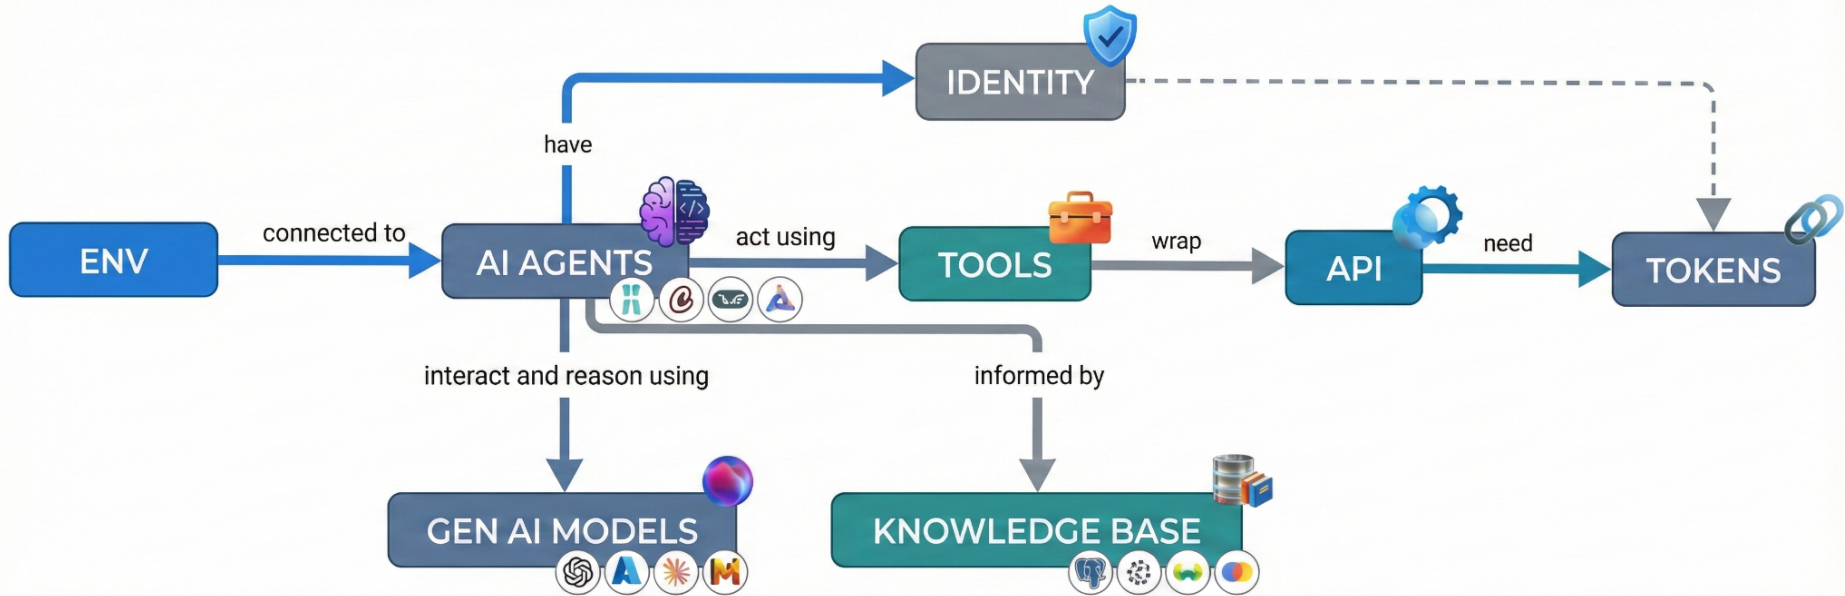 IDENTITY
have
ENV
connected to
AI AGENTS
act using
TOOLS
wrap
API
need
TOKENS
interact and reason using
informed by
GEN AI MODELS
KNOWLEDGE BASE